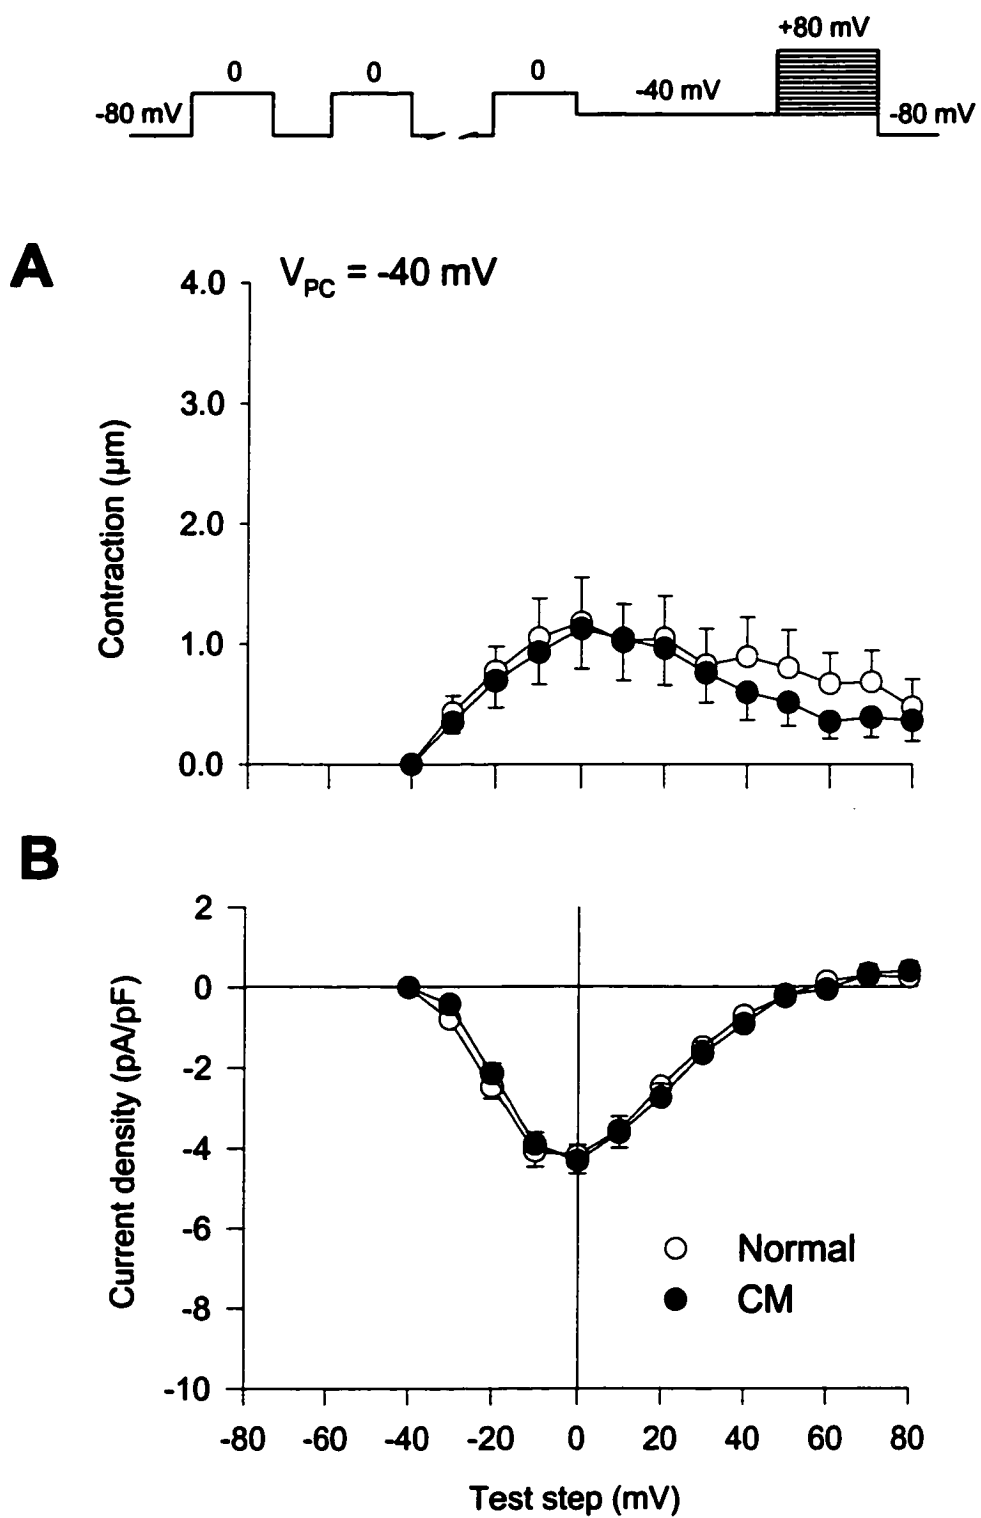 +80 mV
0 0 0
-80 mV -40 mV -80 mV
A
V_PC = -40 mV
4.0
3.0
2.0
1.0
0.0
Contraction (µm)
B
2
0
-2
-4
-6
-8
-10
Current density (pA/pF)
Normal
CM
-80 -60 -40 -20 0 20 40 60 80
Test step (mV)